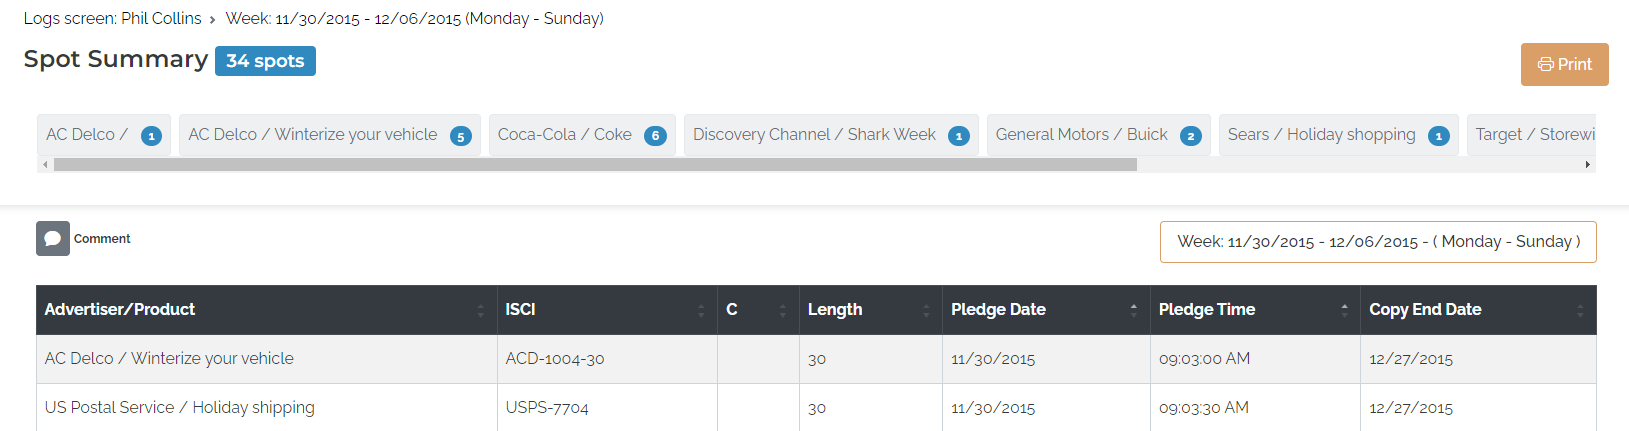 Logs screen: Phil Collins › Week: 11/30/2015 - 12/06/2015 (Monday - Sunday)
Spot Summary 34 spots
Print
AC Delco / 1 AC Delco / Winterize your vehicle 5 Coca-Cola / Coke 6 Discovery Channel / Shark Week 1 General Motors / Buick 2 Sears / Holiday shopping 1 Target / Storewi
Comment
Week: 11/30/2015 - 12/06/2015 - ( Monday - Sunday )
Advertiser/Product ISCI C Length Pledge Date Pledge Time Copy End Date
AC Delco / Winterize your vehicle ACD-1004-30 30 11/30/2015 09:03:00 AM 12/27/2015
US Postal Service / Holiday shipping USPS-7704 30 11/30/2015 09:03:30 AM 12/27/2015